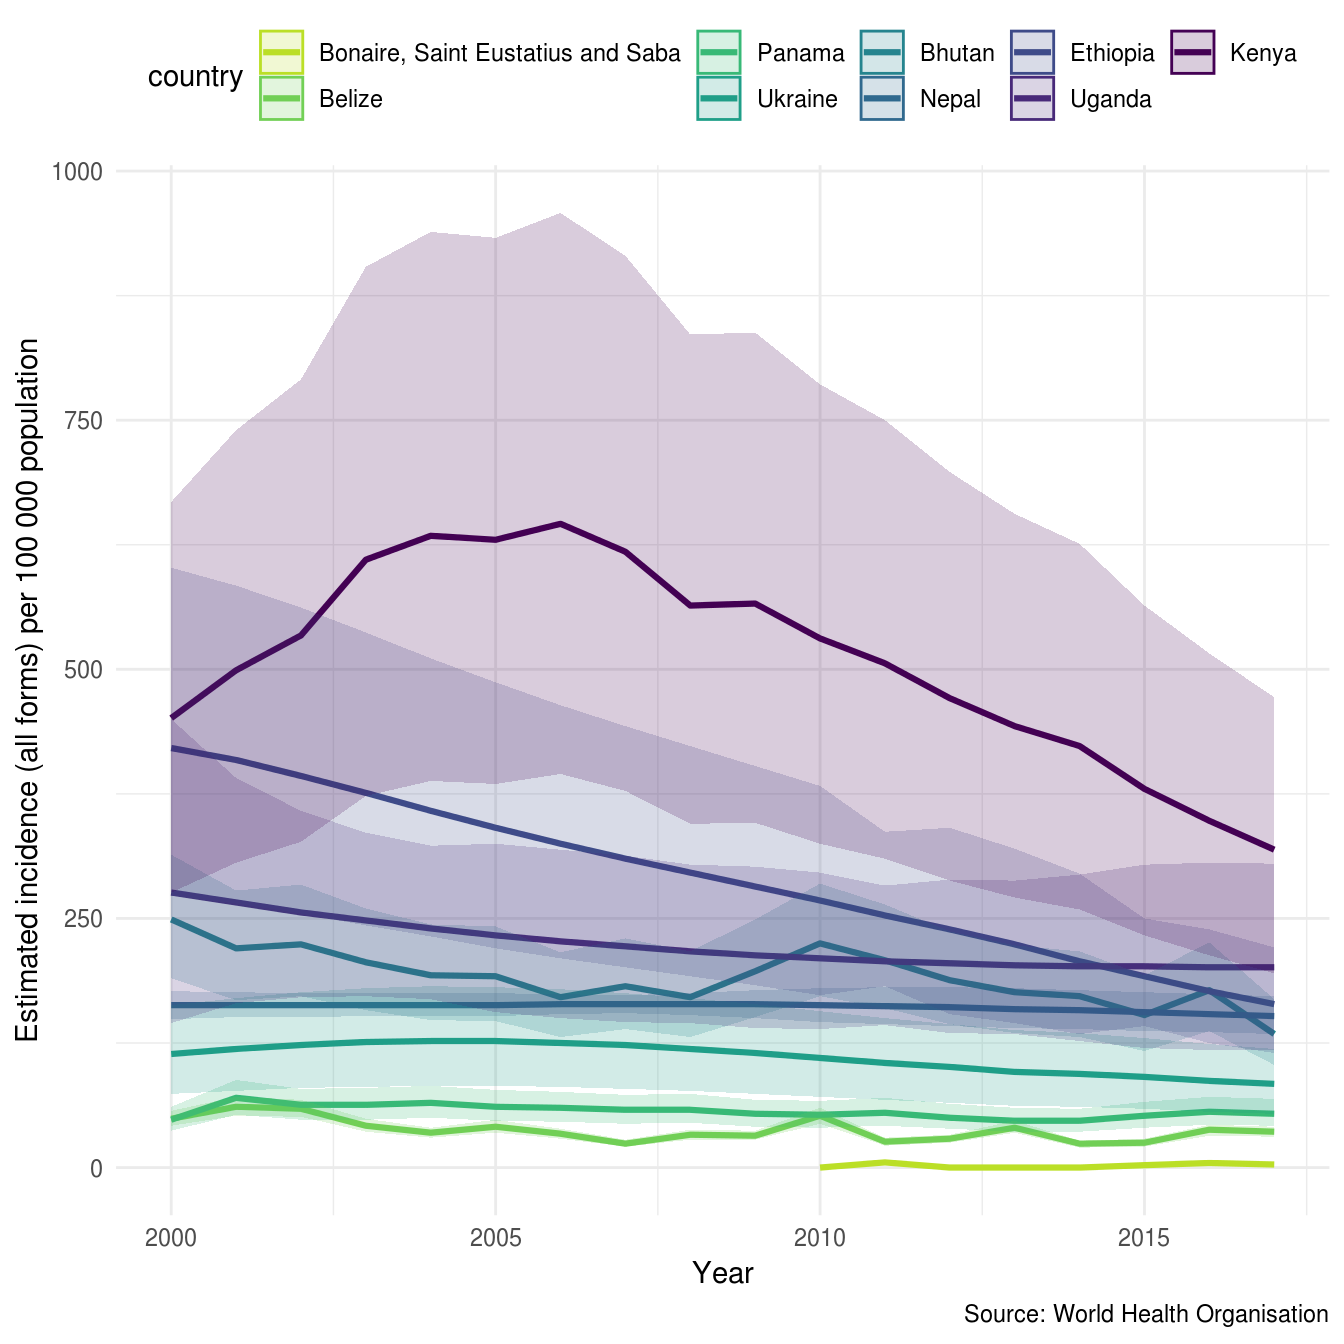 country
Bonaire, Saint Eustatius and Saba
Panama
Bhutan
Ethiopia
Kenya
Belize
Ukraine
Nepal
Uganda
Estimated incidence (all forms) per 100 000 population
1000
750
500
250
0
2000
2005
2010
2015
Year
Source: World Health Organisation